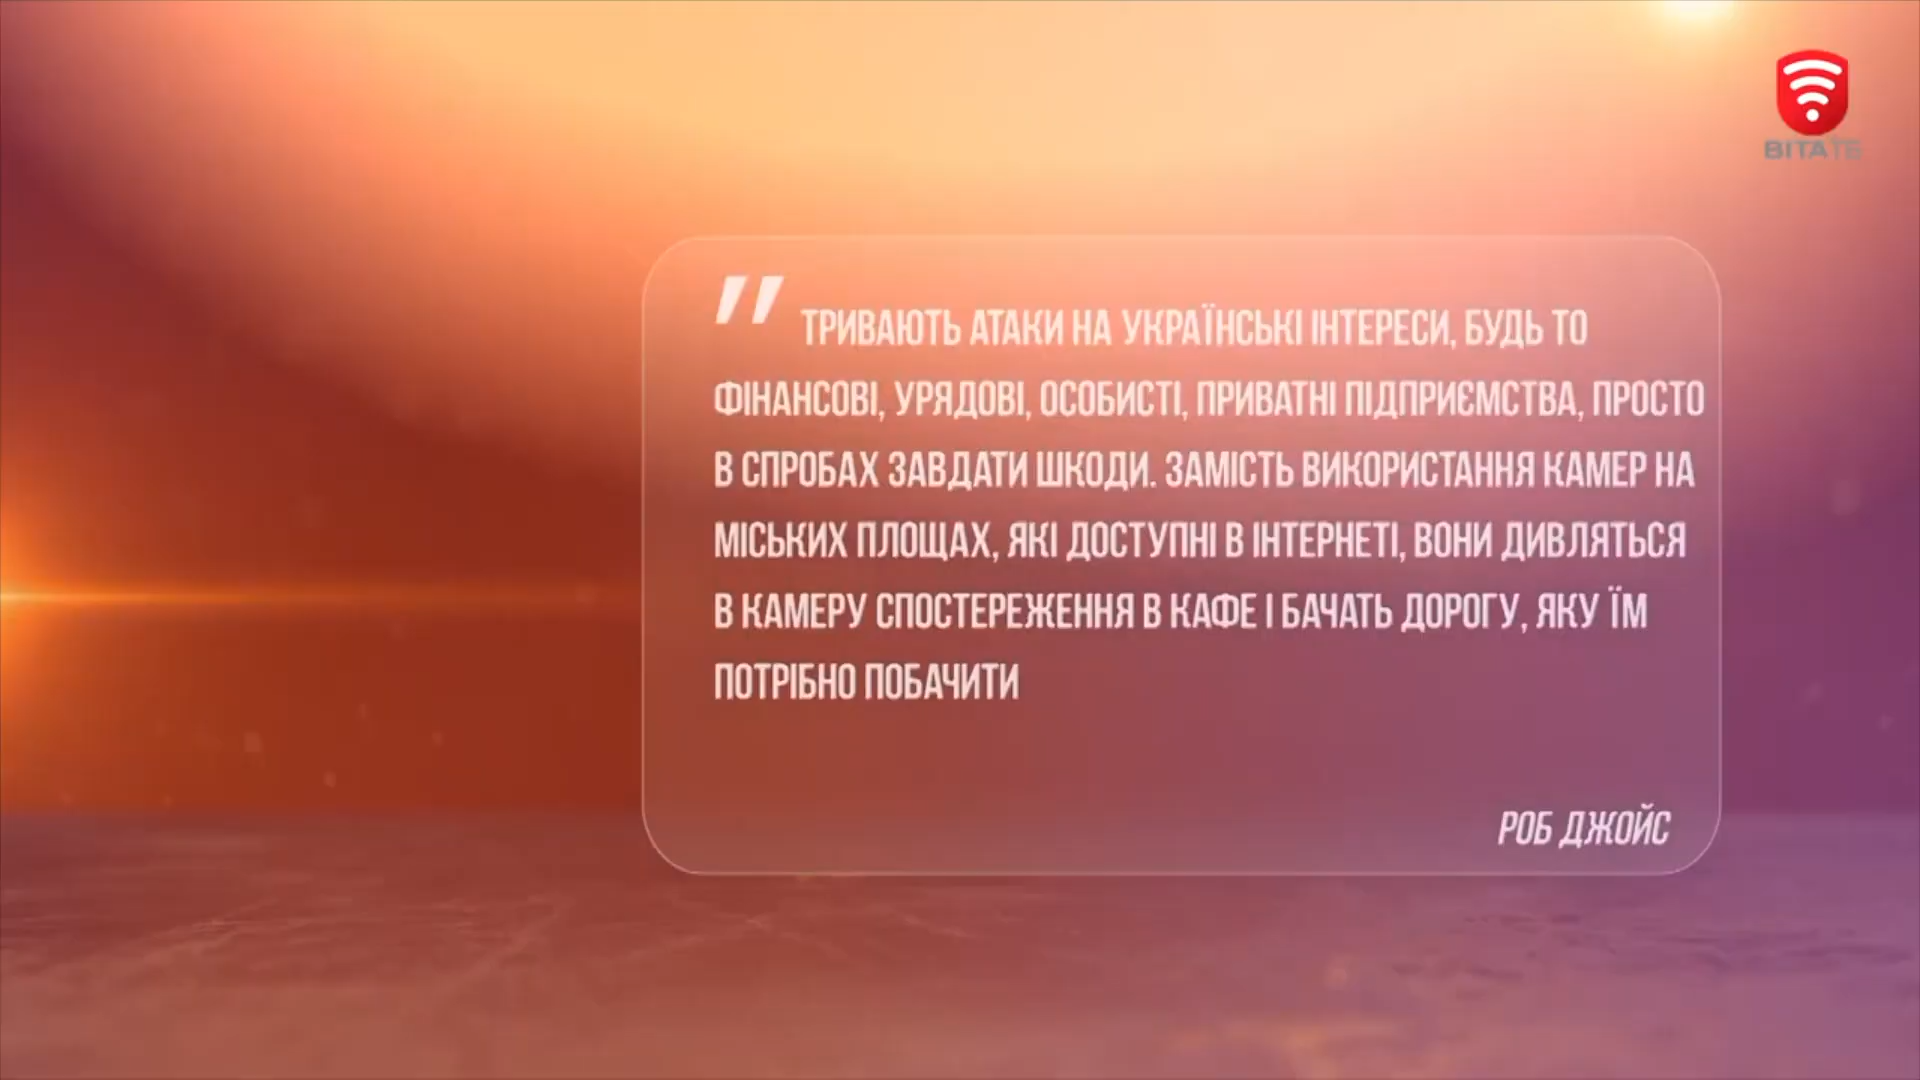 ВІТАТБ
" ТРИВАЮТЬ АТАКИ НА УКРАЇНСЬКІ ІНТЕРЕСИ, БУДЬ ТО
ФІНАНСОВІ, УРЯДОВІ, ОСОБИСТІ, ПРИВАТНІ ПІДПРИЄМСТВА, ПРОСТО
В СПРОБАХ ЗАВДАТИ ШКОДИ. ЗАМІСТЬ ВИКОРИСТАННЯ КАМЕР НА
МІСЬКИХ ПЛОЩАХ, ЯКІ ДОСТУПНІ В ІНТЕРНЕТІ, ВОНИ ДИВЛЯТЬСЯ
В КАМЕРУ СПОСТЕРЕЖЕННЯ В КАФЕ І БАЧАТЬ ДОРОГУ, ЯКУ ЇМ
ПОТРІБНО ПОБАЧИТИ
РОБ ДЖОЙС